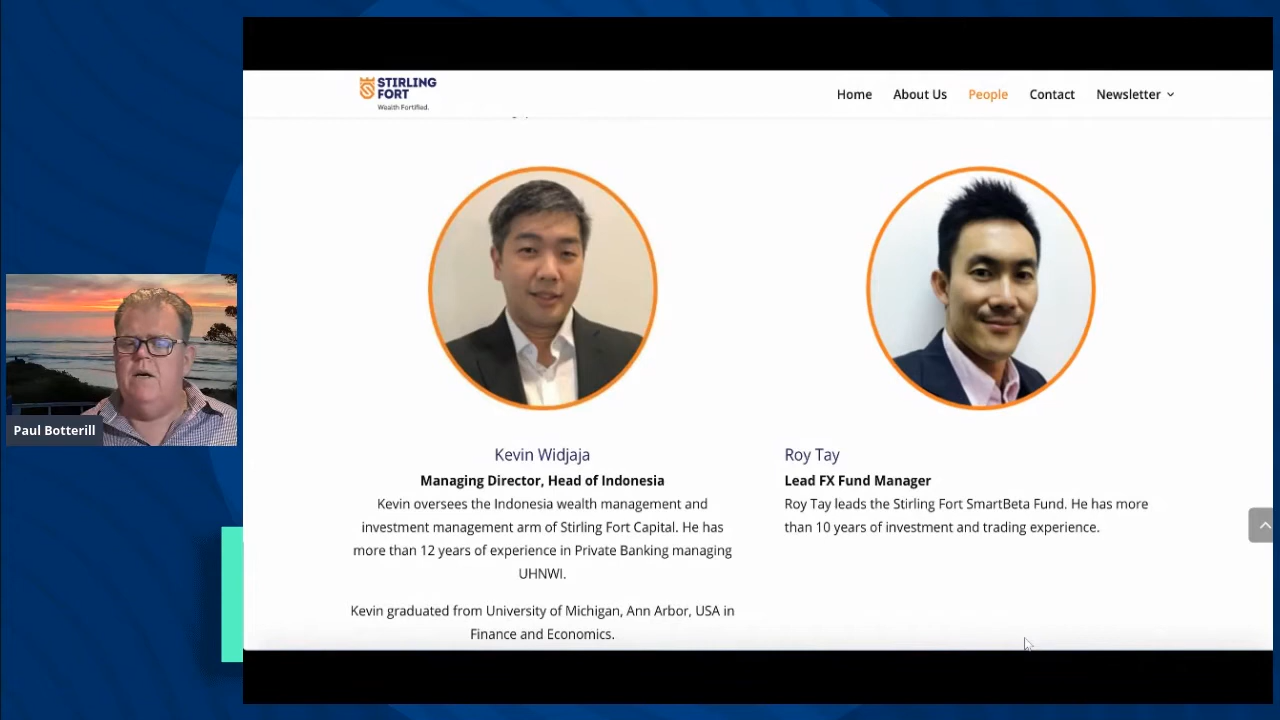 STIRLING
FORT
Wealth Fortified.
Home
About Us
People
Contact
Newsletter
Kevin Widjaja
Managing Director, Head of Indonesia
Kevin oversees the Indonesia wealth management and
investment management arm of Stirling Fort Capital. He has
more than 12 years of experience in Private Banking managing
UHNWI.
Kevin graduated from University of Michigan, Ann Arbor, USA in
Finance and Economics.
Roy Tay
Lead FX Fund Manager
Roy Tay leads the Stirling Fort SmartBeta Fund. He has more
than 10 years of investment and trading experience.
Paul Botterill